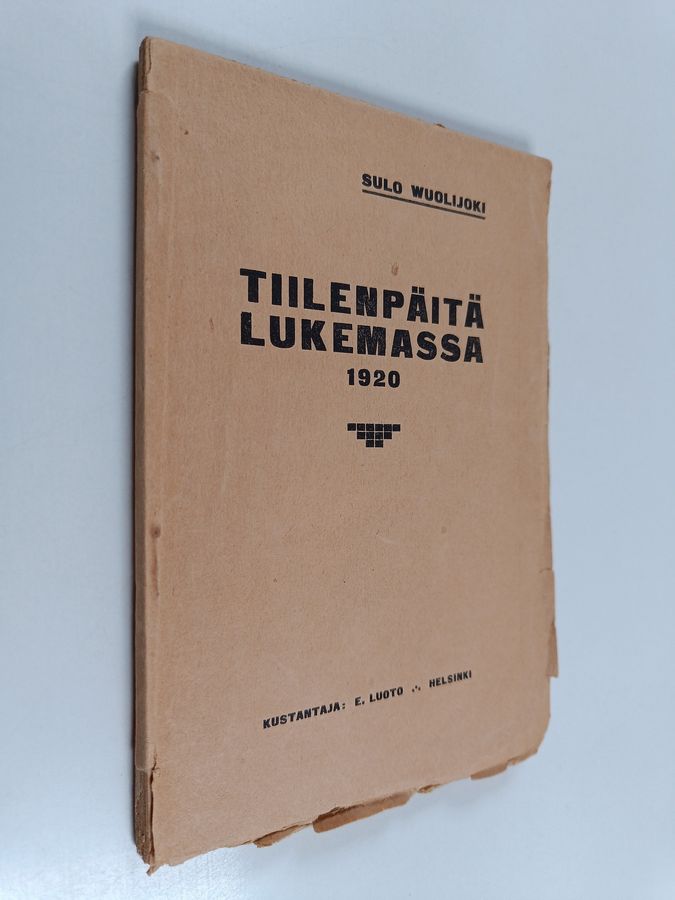 SULO WUOLIJOKI
TIILENPÄITÄ
LUKEMASSA
1920
KUSTANTAJA: E. LUOTO ∴ HELSINKI